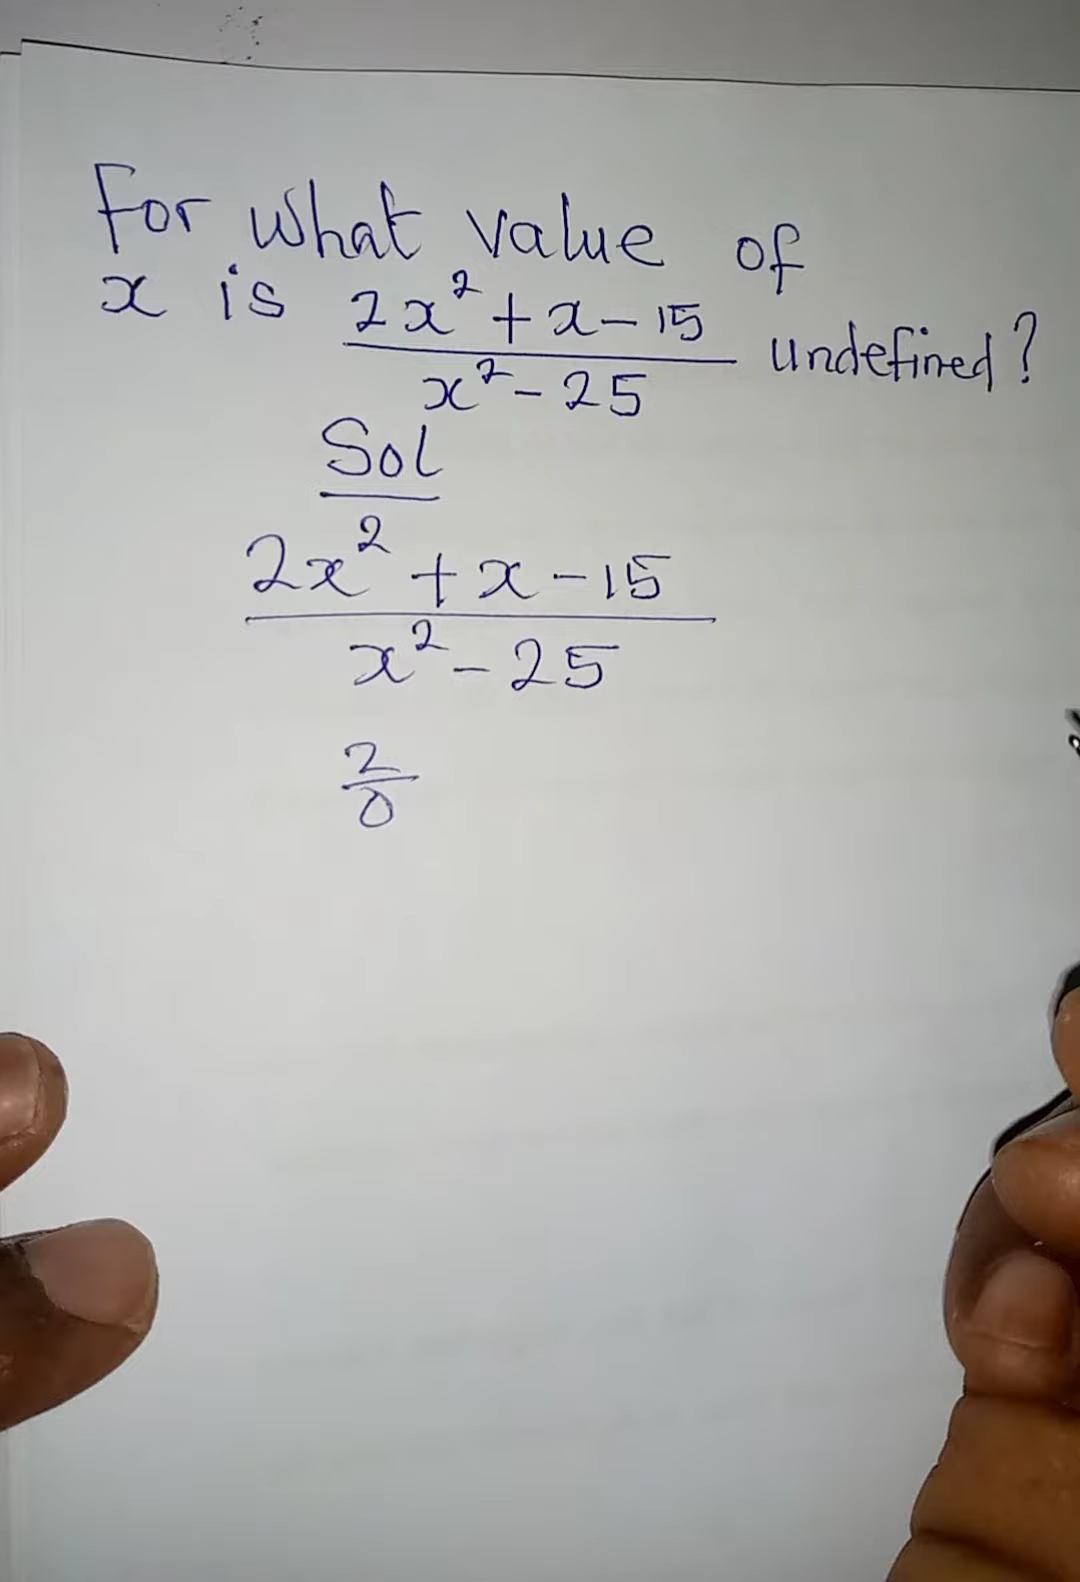 For what value of
x is 2x²+x-15 / x²-25 undefined?
Sol
2x²+x-15
x²-25
2
0